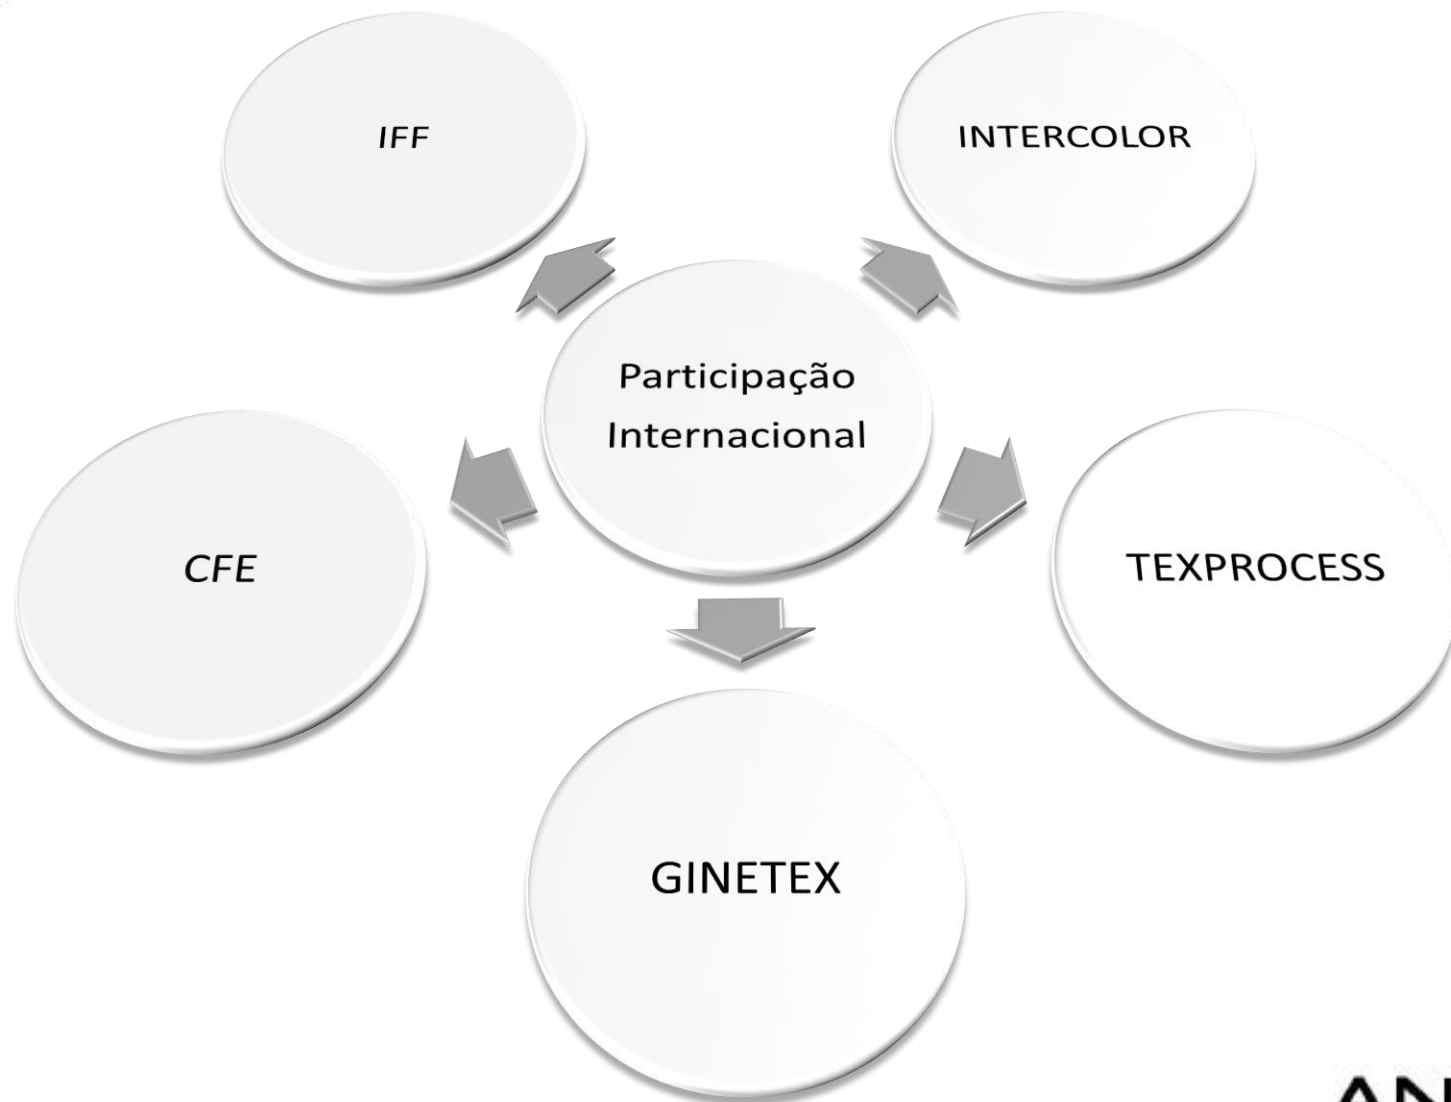 IFF
INTERCOLOR
Participação
Internacional
CFE
TEXPROCESS
GINETEX